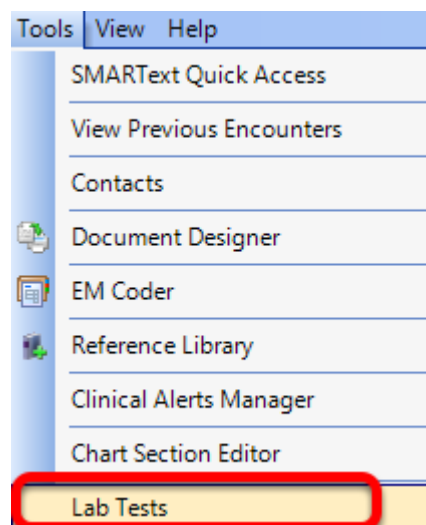 Tools View Help
SMARText Quick Access
View Previous Encounters
Contacts
Document Designer
EM Coder
Reference Library
Clinical Alerts Manager
Chart Section Editor
Lab Tests